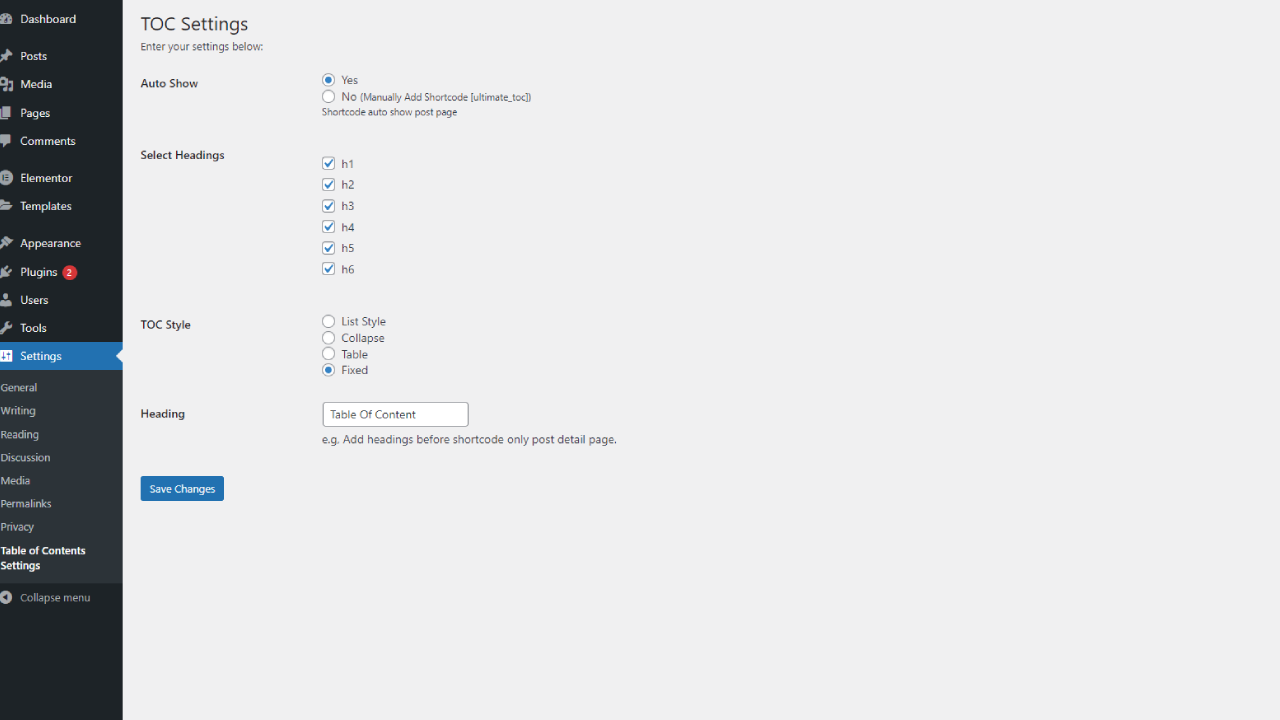 Dashboard
Posts
Media
Pages
Comments
Elementor
Templates
Appearance
Plugins 2
Users
Tools
Settings
General
Writing
Reading
Discussion
Media
Permalinks
Privacy
Table of Contents
Settings
Collapse menu
TOC Settings
Enter your settings below:
Auto Show
Yes
No (Manually Add Shortcode [ultimate_toc])
Shortcode auto show post page
Select Headings
h1
h2
h3
h4
h5
h6
TOC Style
List Style
Collapse
Table
Fixed
Heading
Table Of Content
e.g. Add headings before shortcode only post detail page.
Save Changes